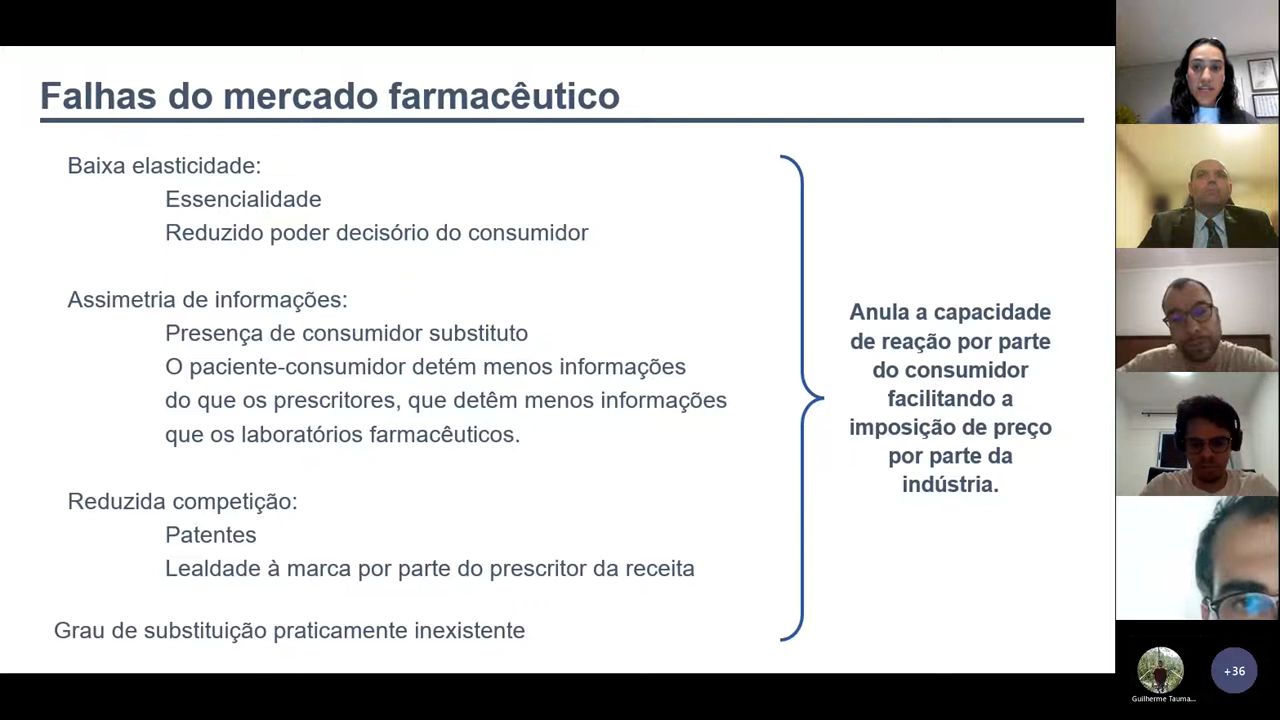 Falhas do mercado farmacêutico
Baixa elasticidade:
Essencialidade
Reduzido poder decisório do consumidor
Assimetria de informações:
Presença de consumidor substituto
O paciente-consumidor detém menos informações
do que os prescritores, que detêm menos informações
que os laboratórios farmacêuticos.
Reduzida competição:
Patentes
Lealdade à marca por parte do prescritor da receita
Grau de substituição praticamente inexistente
Anula a capacidade
de reação por parte
do consumidor
facilitando a
imposição de preço
por parte da
indústria.
+36
Guilherme Tauma...